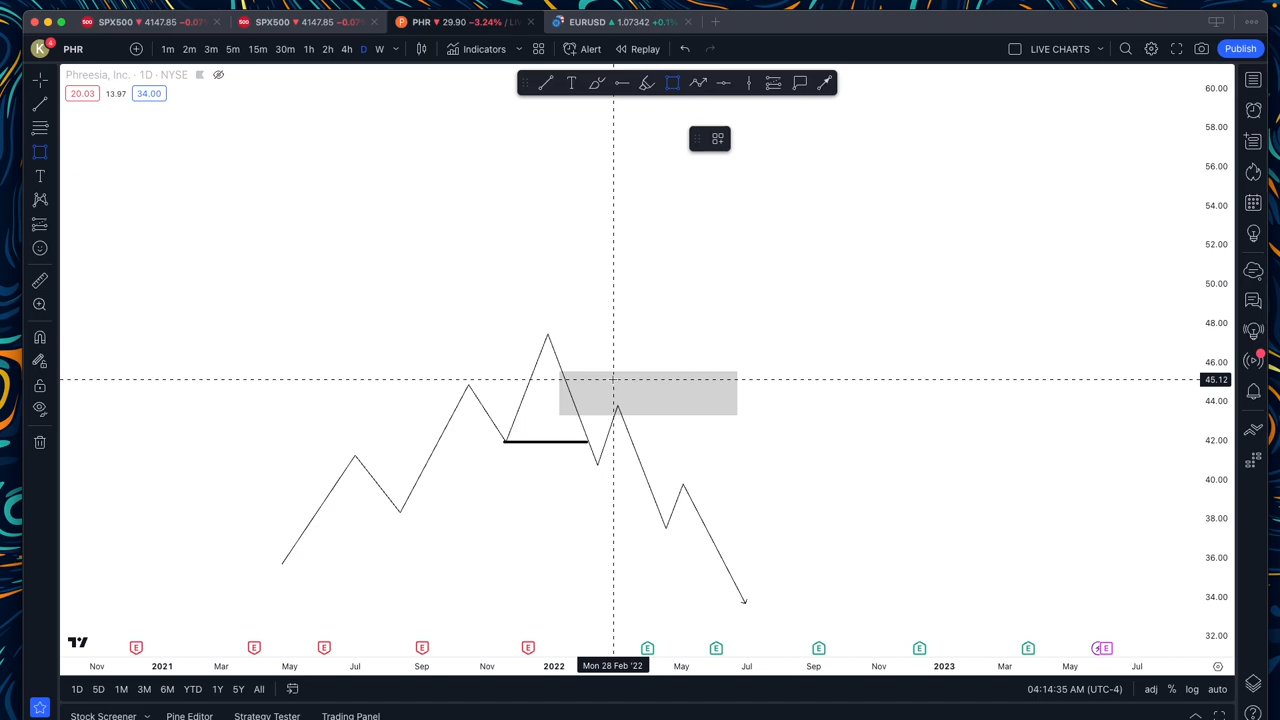 500 SPX500 ▼ 4147.85 −0.07%
500 SPX500 ▼ 4147.85 −0.07%
P PHR ▼ 29.90 −3.24% / LIV
EURUSD ▲ 1.07342 +0.1%
K 4 PHR
1m 2m 3m 5m 15m 30m 1h 2h 4h D W
Indicators
Alert
Replay
LIVE CHARTS
Publish
Phreesia, Inc. · 1D · NYSE
20.03 13.97 34.00
60.00
58.00
56.00
54.00
52.00
50.00
48.00
46.00
45.12
44.00
42.00
40.00
38.00
36.00
34.00
32.00
E E E E E E E E E E E
Nov 2021 Mar May Jul Sep Nov 2022 Mon 28 Feb '22 May Jul Sep Nov 2023 Mar May Jul
1D 5D 1M 3M 6M YTD 1Y 5Y All
04:14:35 AM (UTC-4) adj % log auto
Stock Screener Pine Editor Strategy Tester Trading Panel